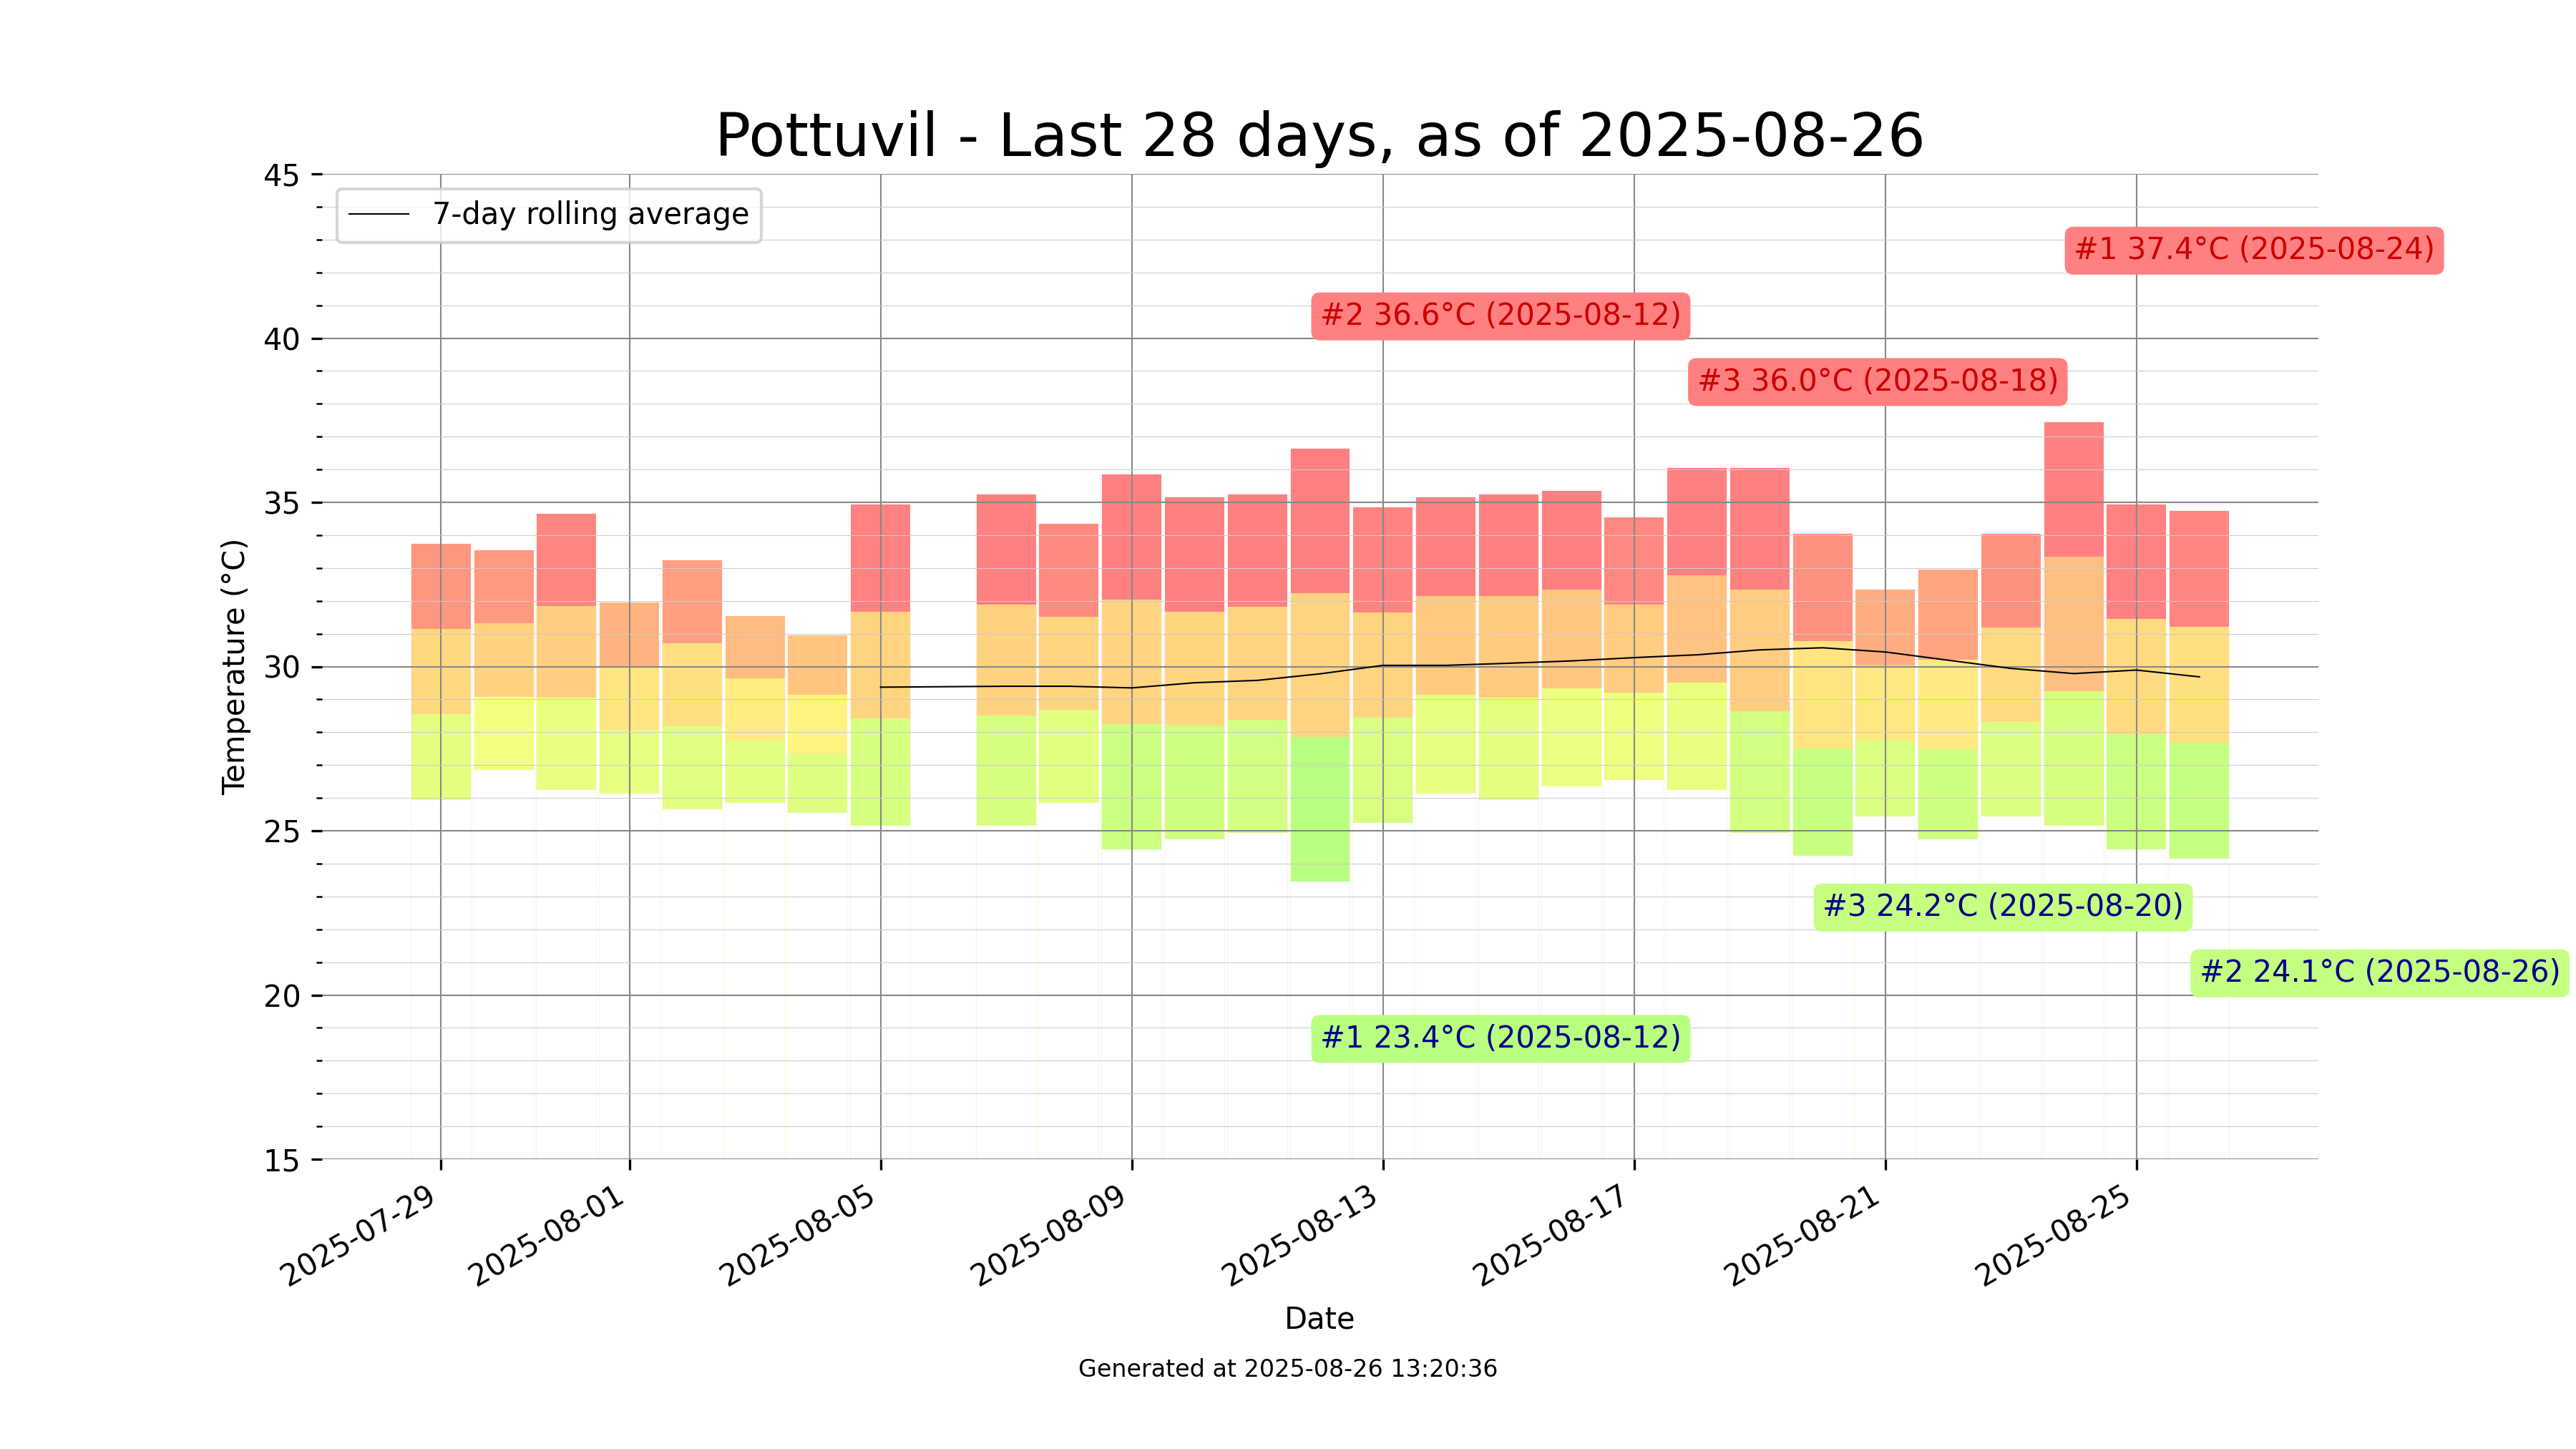 Pottuvil - Last 28 days, as of 2025-08-26
45
7-day rolling average
#1 37.4°C (2025-08-24)
#2 36.6°C (2025-08-12)
40
#3 36.0°C (2025-08-18)
35
Temperature (°C)
30
25
#3 24.2°C (2025-08-20)
#2 24.1°C (2025-08-26)
20
#1 23.4°C (2025-08-12)
15
2025-07-29
2025-08-01
2025-08-05
2025-08-09
2025-08-13
2025-08-17
2025-08-21
2025-08-25
Date
Generated at 2025-08-26 13:20:36